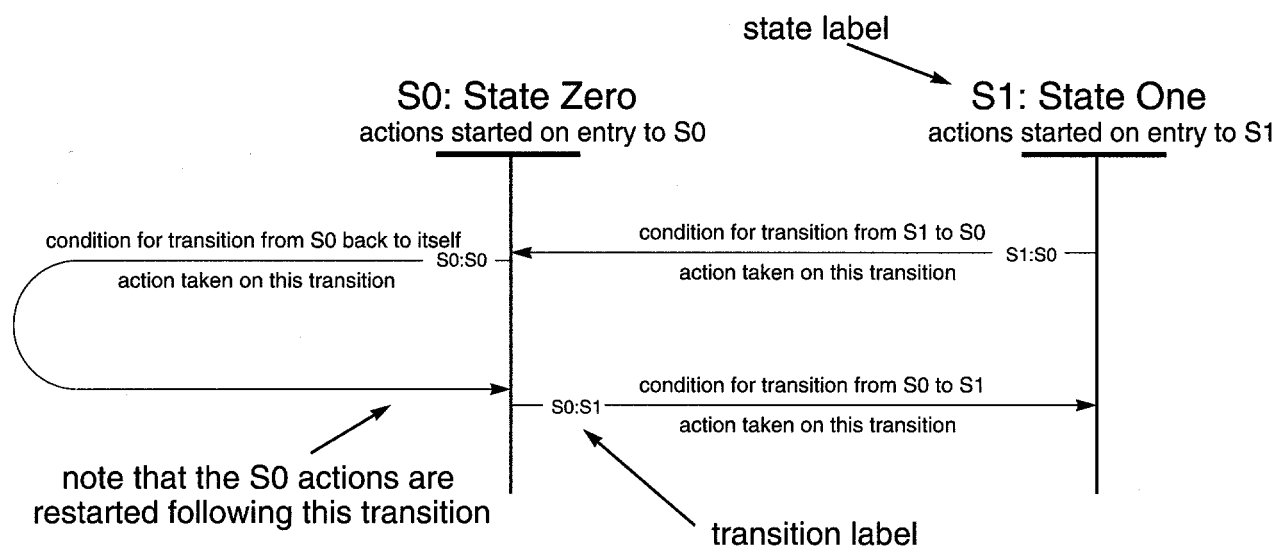 state label
S0: State Zero
actions started on entry to S0
S1: State One
actions started on entry to S1
condition for transition from S0 back to itself
S0:S0
action taken on this transition
condition for transition from S1 to S0
S1:S0
action taken on this transition
condition for transition from S0 to S1
S0:S1
action taken on this transition
note that the S0 actions are
restarted following this transition
transition label